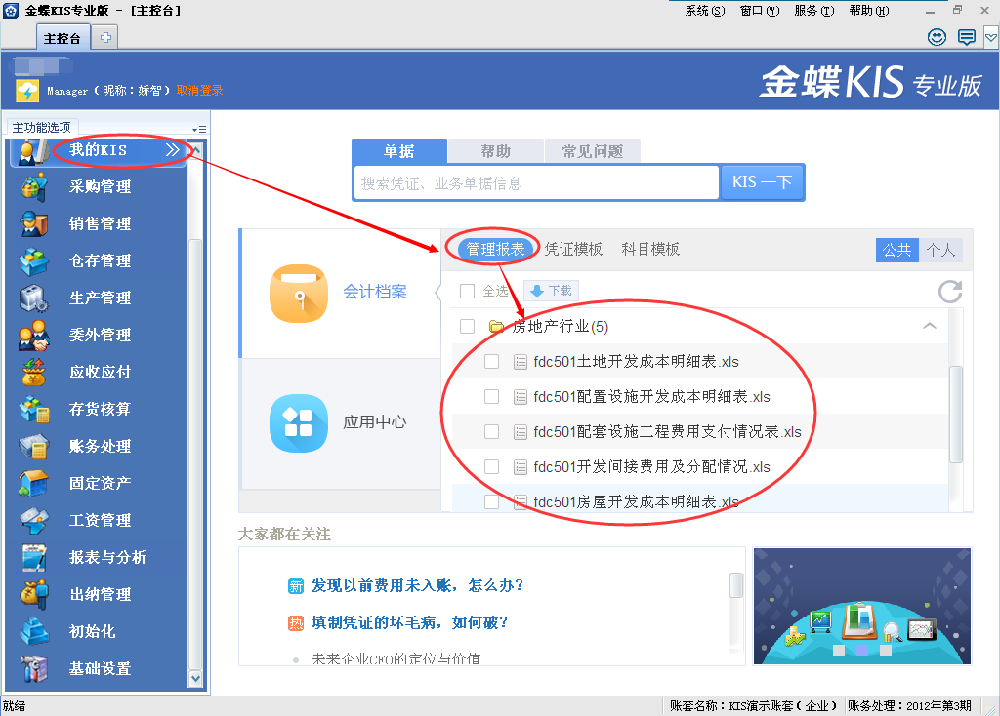 金蝶KIS专业版 - [主控台]
系统(S) 窗口(W) 服务(T) 帮助(H)
主控台
Manager（昵称：娇智）取消登录
金蝶KIS 专业版
主功能选项
我的KIS
采购管理
销售管理
仓存管理
生产管理
委外管理
应收应付
存货核算
账务处理
固定资产
工资管理
报表与分析
出纳管理
初始化
基础设置
单据 帮助 常见问题
搜索凭证、业务单据信息
KIS 一下
会计档案
应用中心
管理报表 凭证模板 科目模板
公共 个人
全选 下载
房地产行业(5)
fdc501土地开发成本明细表.xls
fdc501配置设施开发成本明细表.xls
fdc501配套设施工程费用支付情况表.xls
fdc501开发间接费用及分配情况.xls
fdc501房屋开发成本明细表.xls
大家都在关注
新 发现以前费用未入账，怎么办？
热 填制凭证的坏毛病，如何破？
未来企业CFO的定位与价值
就绪
账套名称：KIS演示账套（企业）
账务处理：2012年第3期